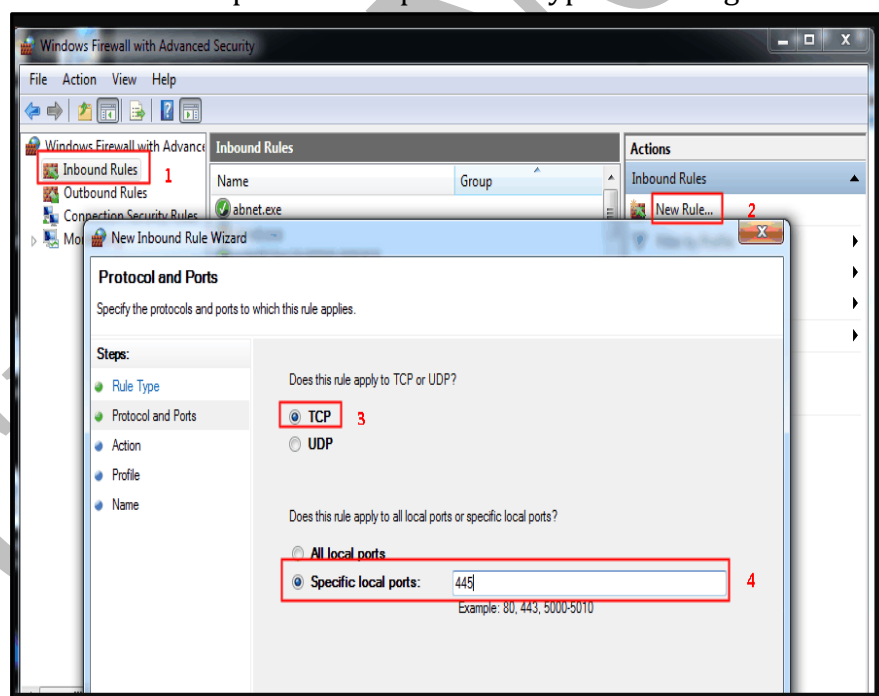 Windows Firewall with Advanced Security
File Action View Help
Windows Firewall with Advance
Inbound Rules
Actions
Inbound Rules
1
Name
Group
Inbound Rules
Outbound Rules
abnet.exe
New Rule...
2
Connection Security Rules
New Inbound Rule Wizard
Protocol and Ports
Specify the protocols and ports to which this rule applies.
Steps:
Rule Type
Protocol and Ports
Action
Profile
Name
Does this rule apply to TCP or UDP?
TCP
3
UDP
Does this rule apply to all local ports or specific local ports?
All local ports
Specific local ports:
445
4
Example: 80, 443, 5000-5010